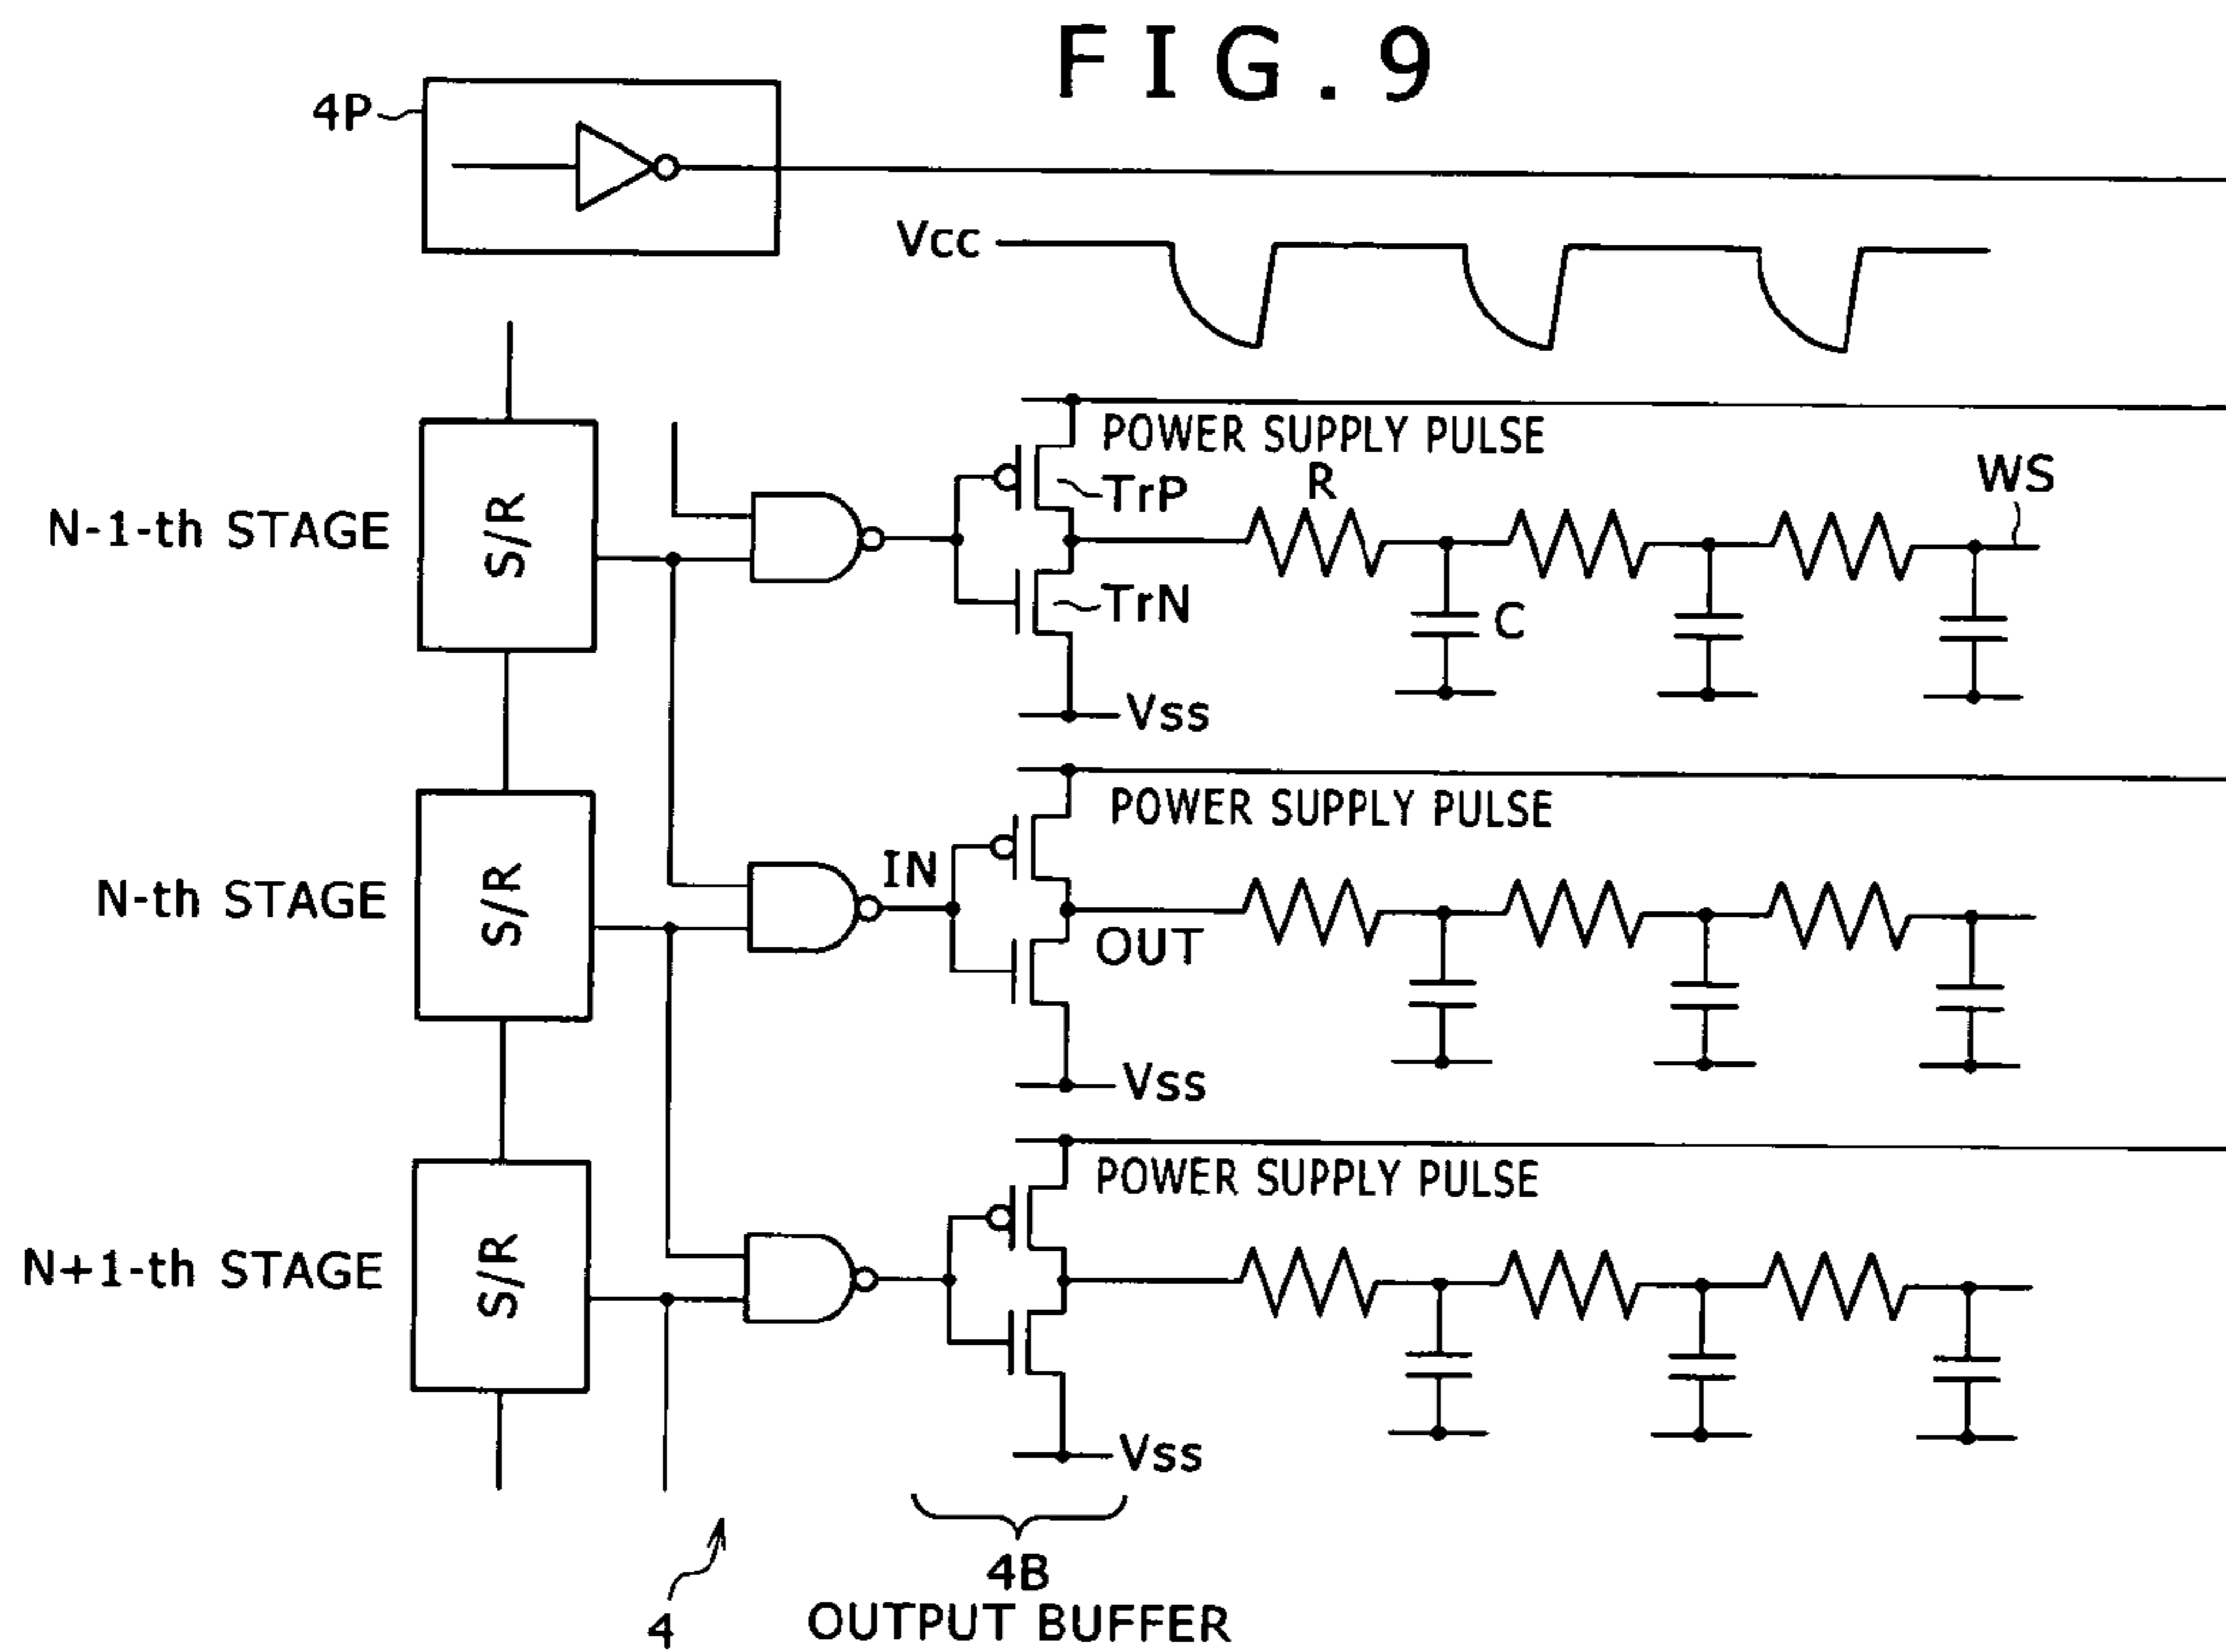 FIG. 9
4P
Vcc
POWER SUPPLY PULSE
N-1-th STAGE
S/R
TrP
R
WS
TrN
C
Vss
POWER SUPPLY PULSE
N-th STAGE
S/R
IN
OUT
Vss
POWER SUPPLY PULSE
N+1-th STAGE
S/R
Vss
4
4B
OUTPUT BUFFER